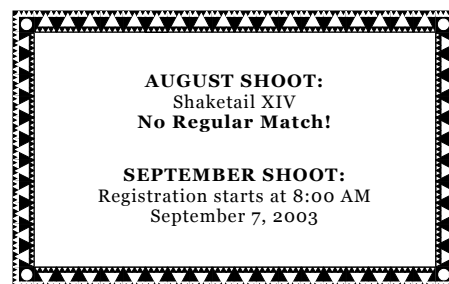 AUGUST SHOOT:
Shaketail XIV
No Regular Match!
SEPTEMBER SHOOT:
Registration starts at 8:00 AM
September 7, 2003